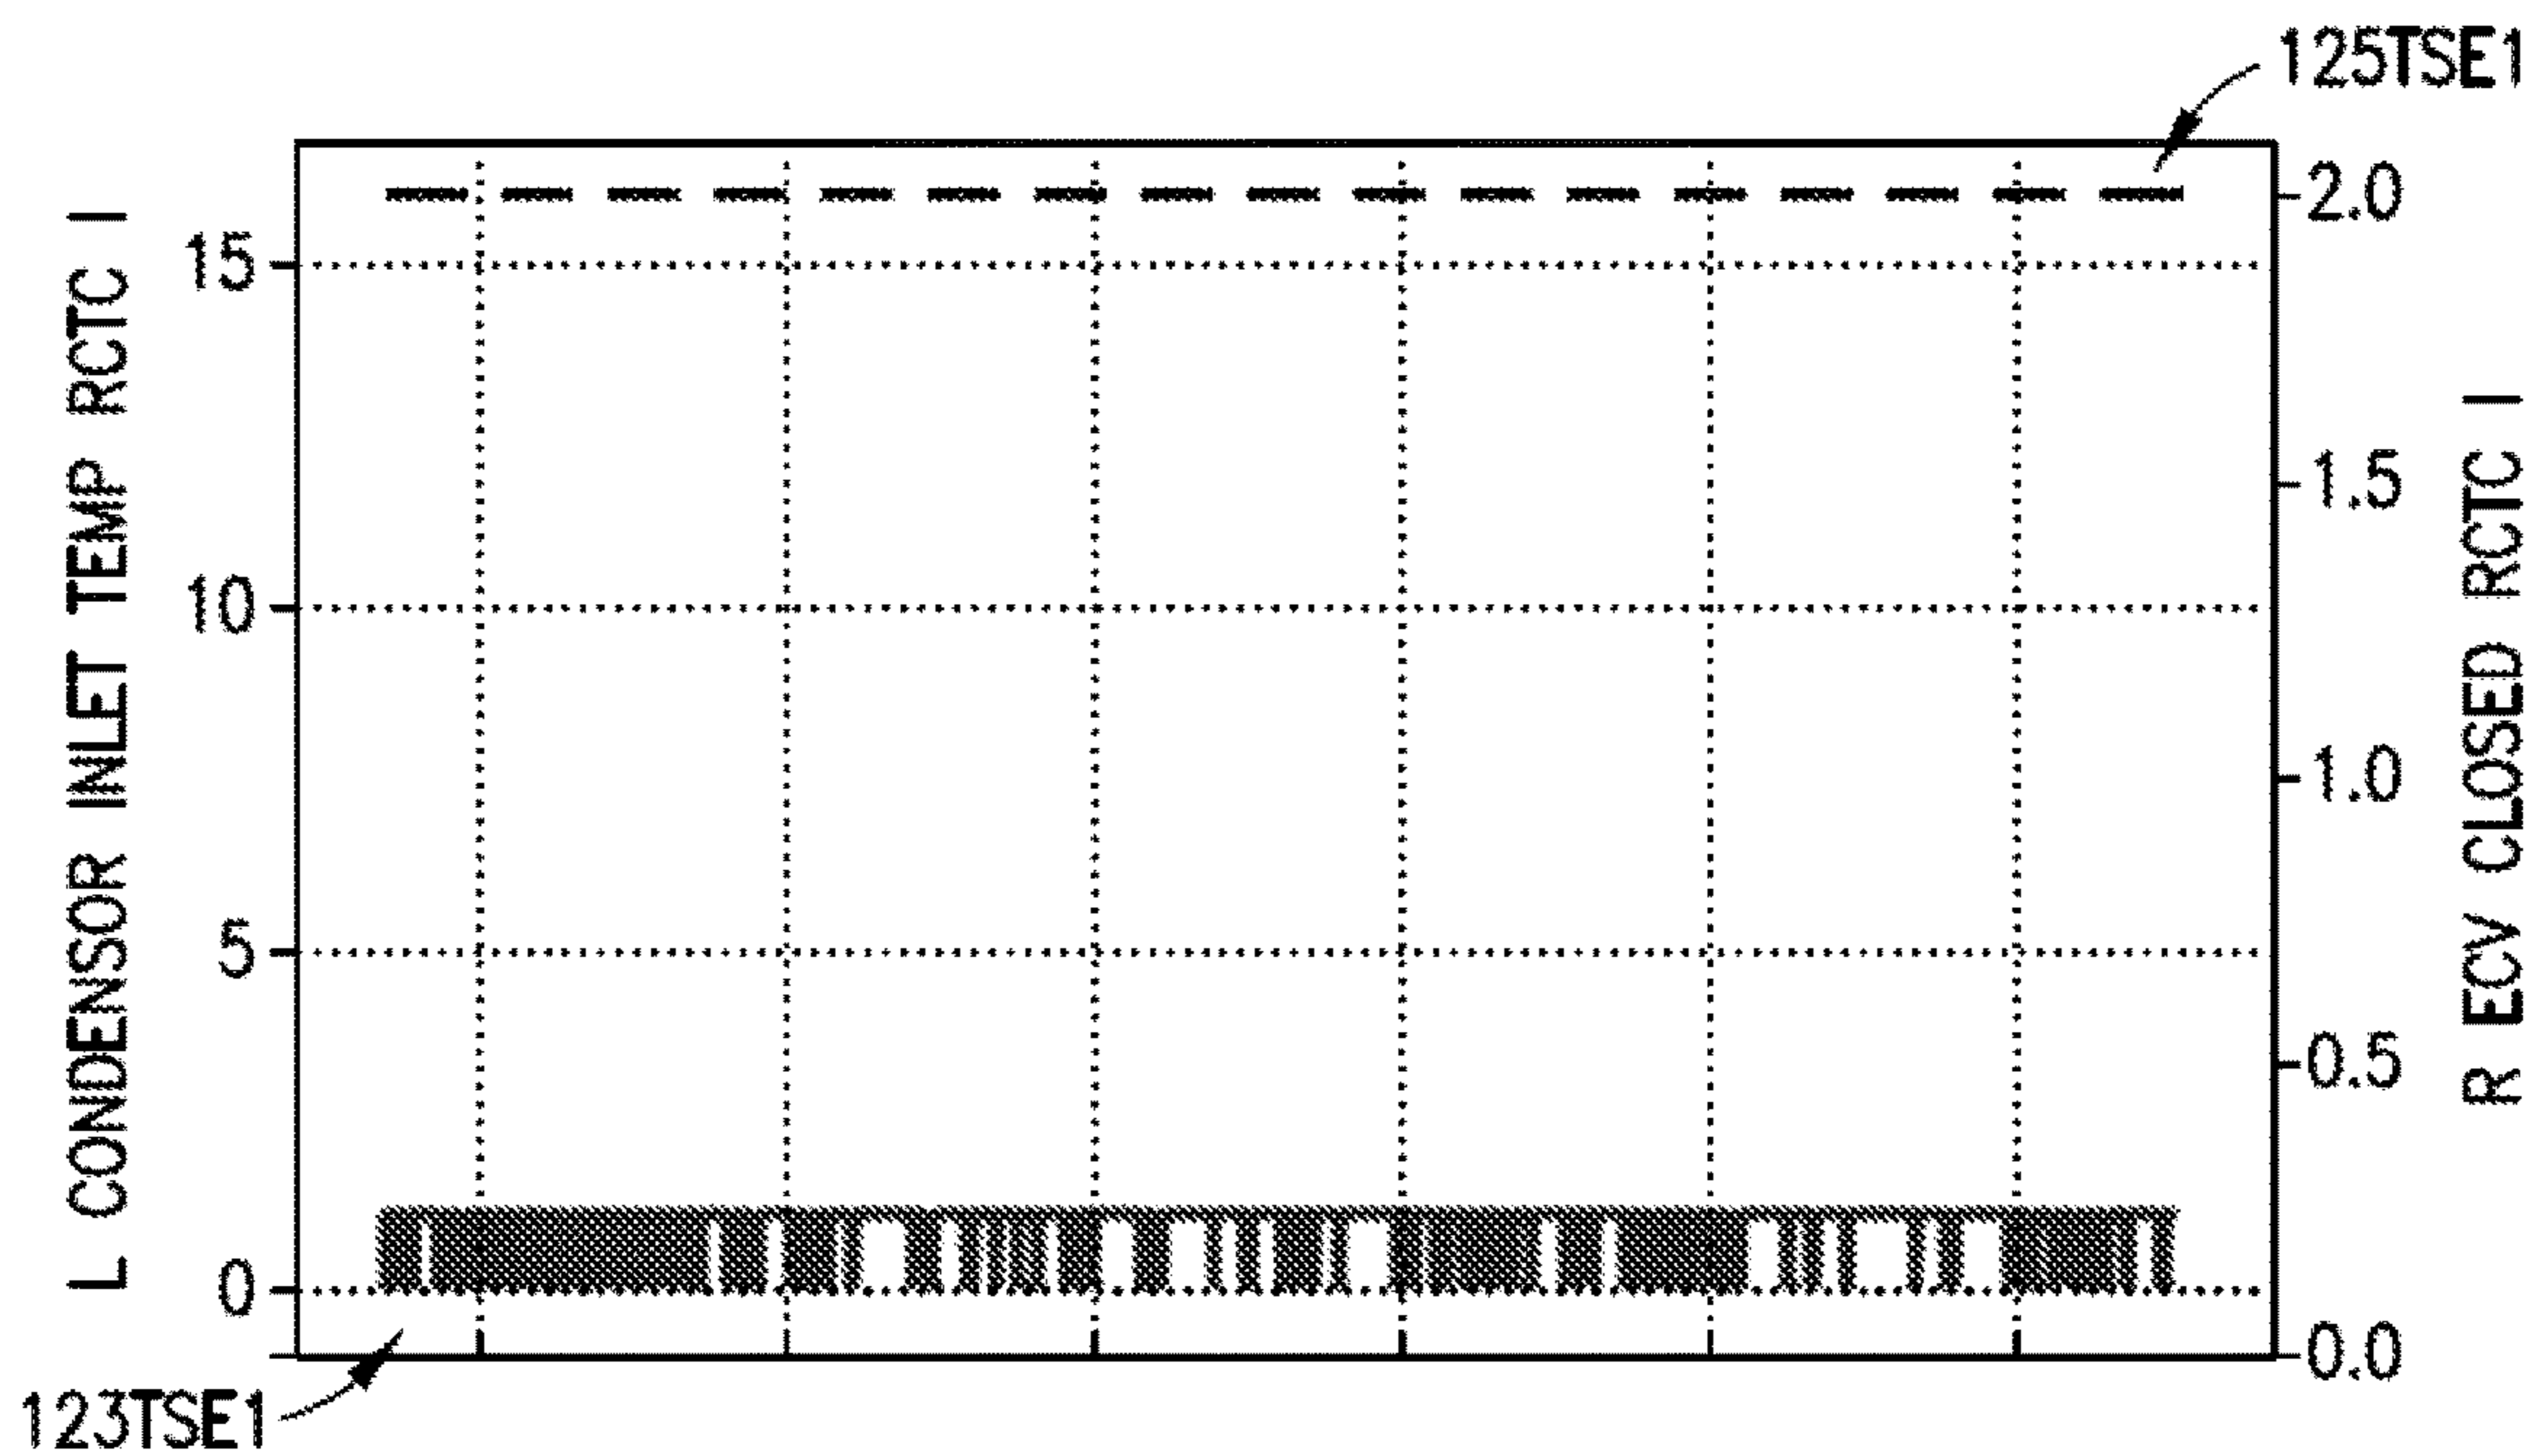 125TSE1
L CONDENSOR INLET TEMP RCTC I
15
10
5
0
2.0
1.5
1.0
0.5
0.0
R ECV CLOSED RCTC I
123TSE1